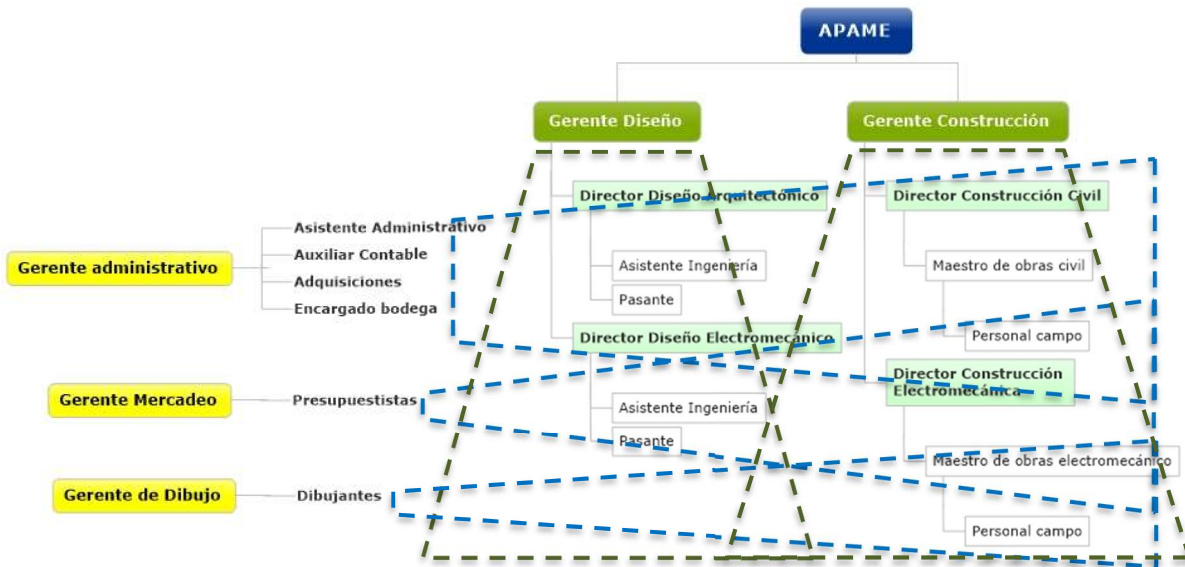 APAME
Gerente Diseño
Gerente Construcción
Director Diseño Arquitectónico
Asistente Ingeniería
Pasante
Director Diseño Electromecánico
Asistente Ingeniería
Pasante
Director Construcción Civil
Maestro de obras civil
Personal campo
Director Construcción
Electromecánica
Maestro de obras electromecánico
Personal campo
Gerente administrativo
Asistente Administrativo
Auxiliar Contable
Adquisiciones
Encargado bodega
Gerente Mercadeo
Presupuestistas
Gerente de Dibujo
Dibujantes